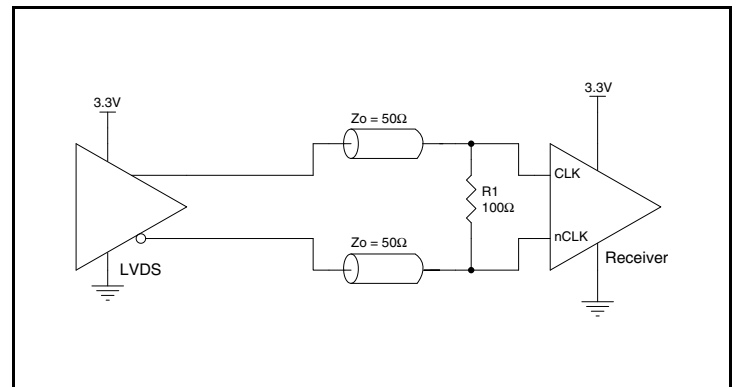 3.3V
LVDS
Zo = 50Ω
Zo = 50Ω
R1
100Ω
3.3V
CLK
nCLK
Receiver